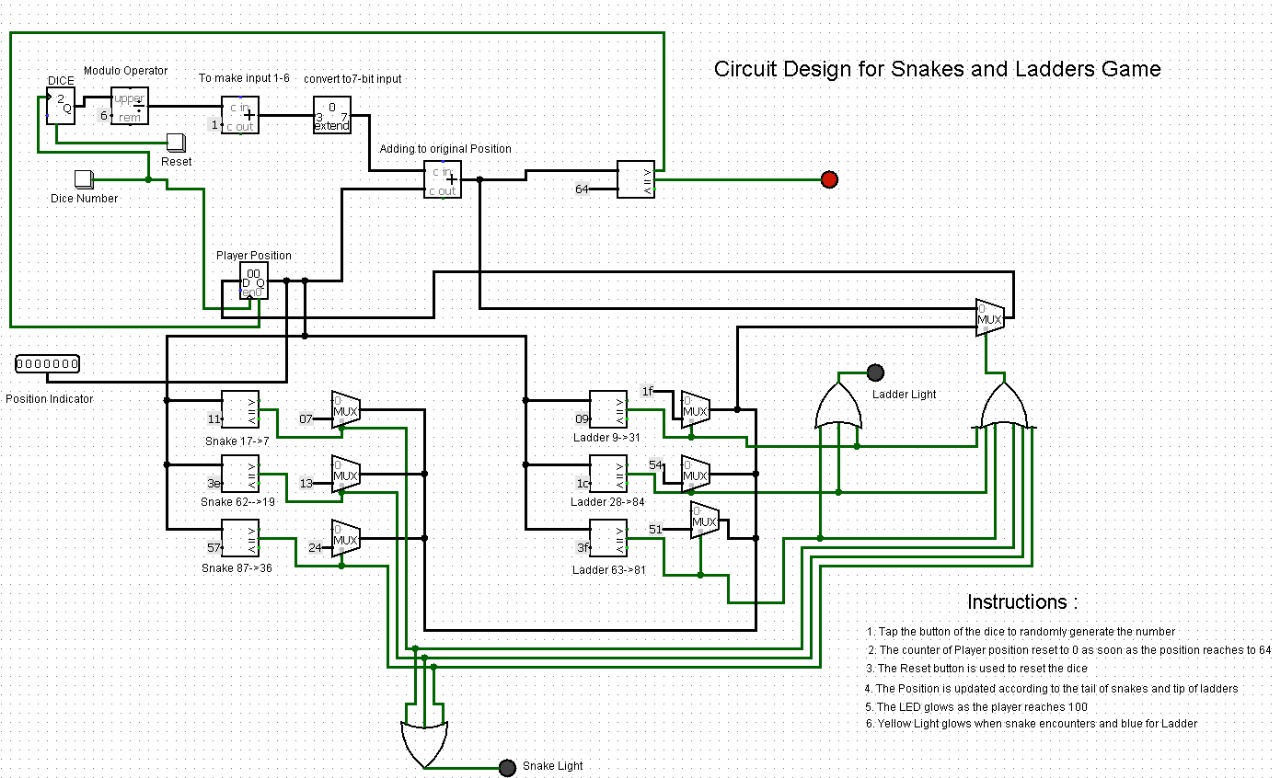 Circuit Design for Snakes and Ladders Game
Modulo Operator
To make input 1-6
convert to7-bit input
DICE
2
Q
upper
÷
rem
6
c in
+
c out
1
0
3 7
extend
Reset
Dice Number
Adding to original Position
c in
+
c out
>
=
<
64
Player Position
00
D Q
en0
0
MUX
0000000
Position Indicator
Ladder Light
11
>
=
<
07
0
MUX
Snake 17->7
3e
>
=
<
13
0
MUX
Snake 62-->19
57
>
=
<
24
0
MUX
Snake 87->36
09
>
=
<
1f
0
MUX
Ladder 9->31
1c
>
=
<
54
0
MUX
Ladder 28->84
3f
>
=
<
51
0
MUX
Ladder 63->81
Instructions :
1. Tap the button of the dice to randomly generate the number
2. The counter of Player position reset to 0 as soon as the position reaches to 64
3. The Reset button is used to reset the dice
4. The Position is updated according to the tail of snakes and tip of ladders
5. The LED glows as the player reaches 100
6. Yellow Light glows when snake encounters and blue for Ladder
Snake Light